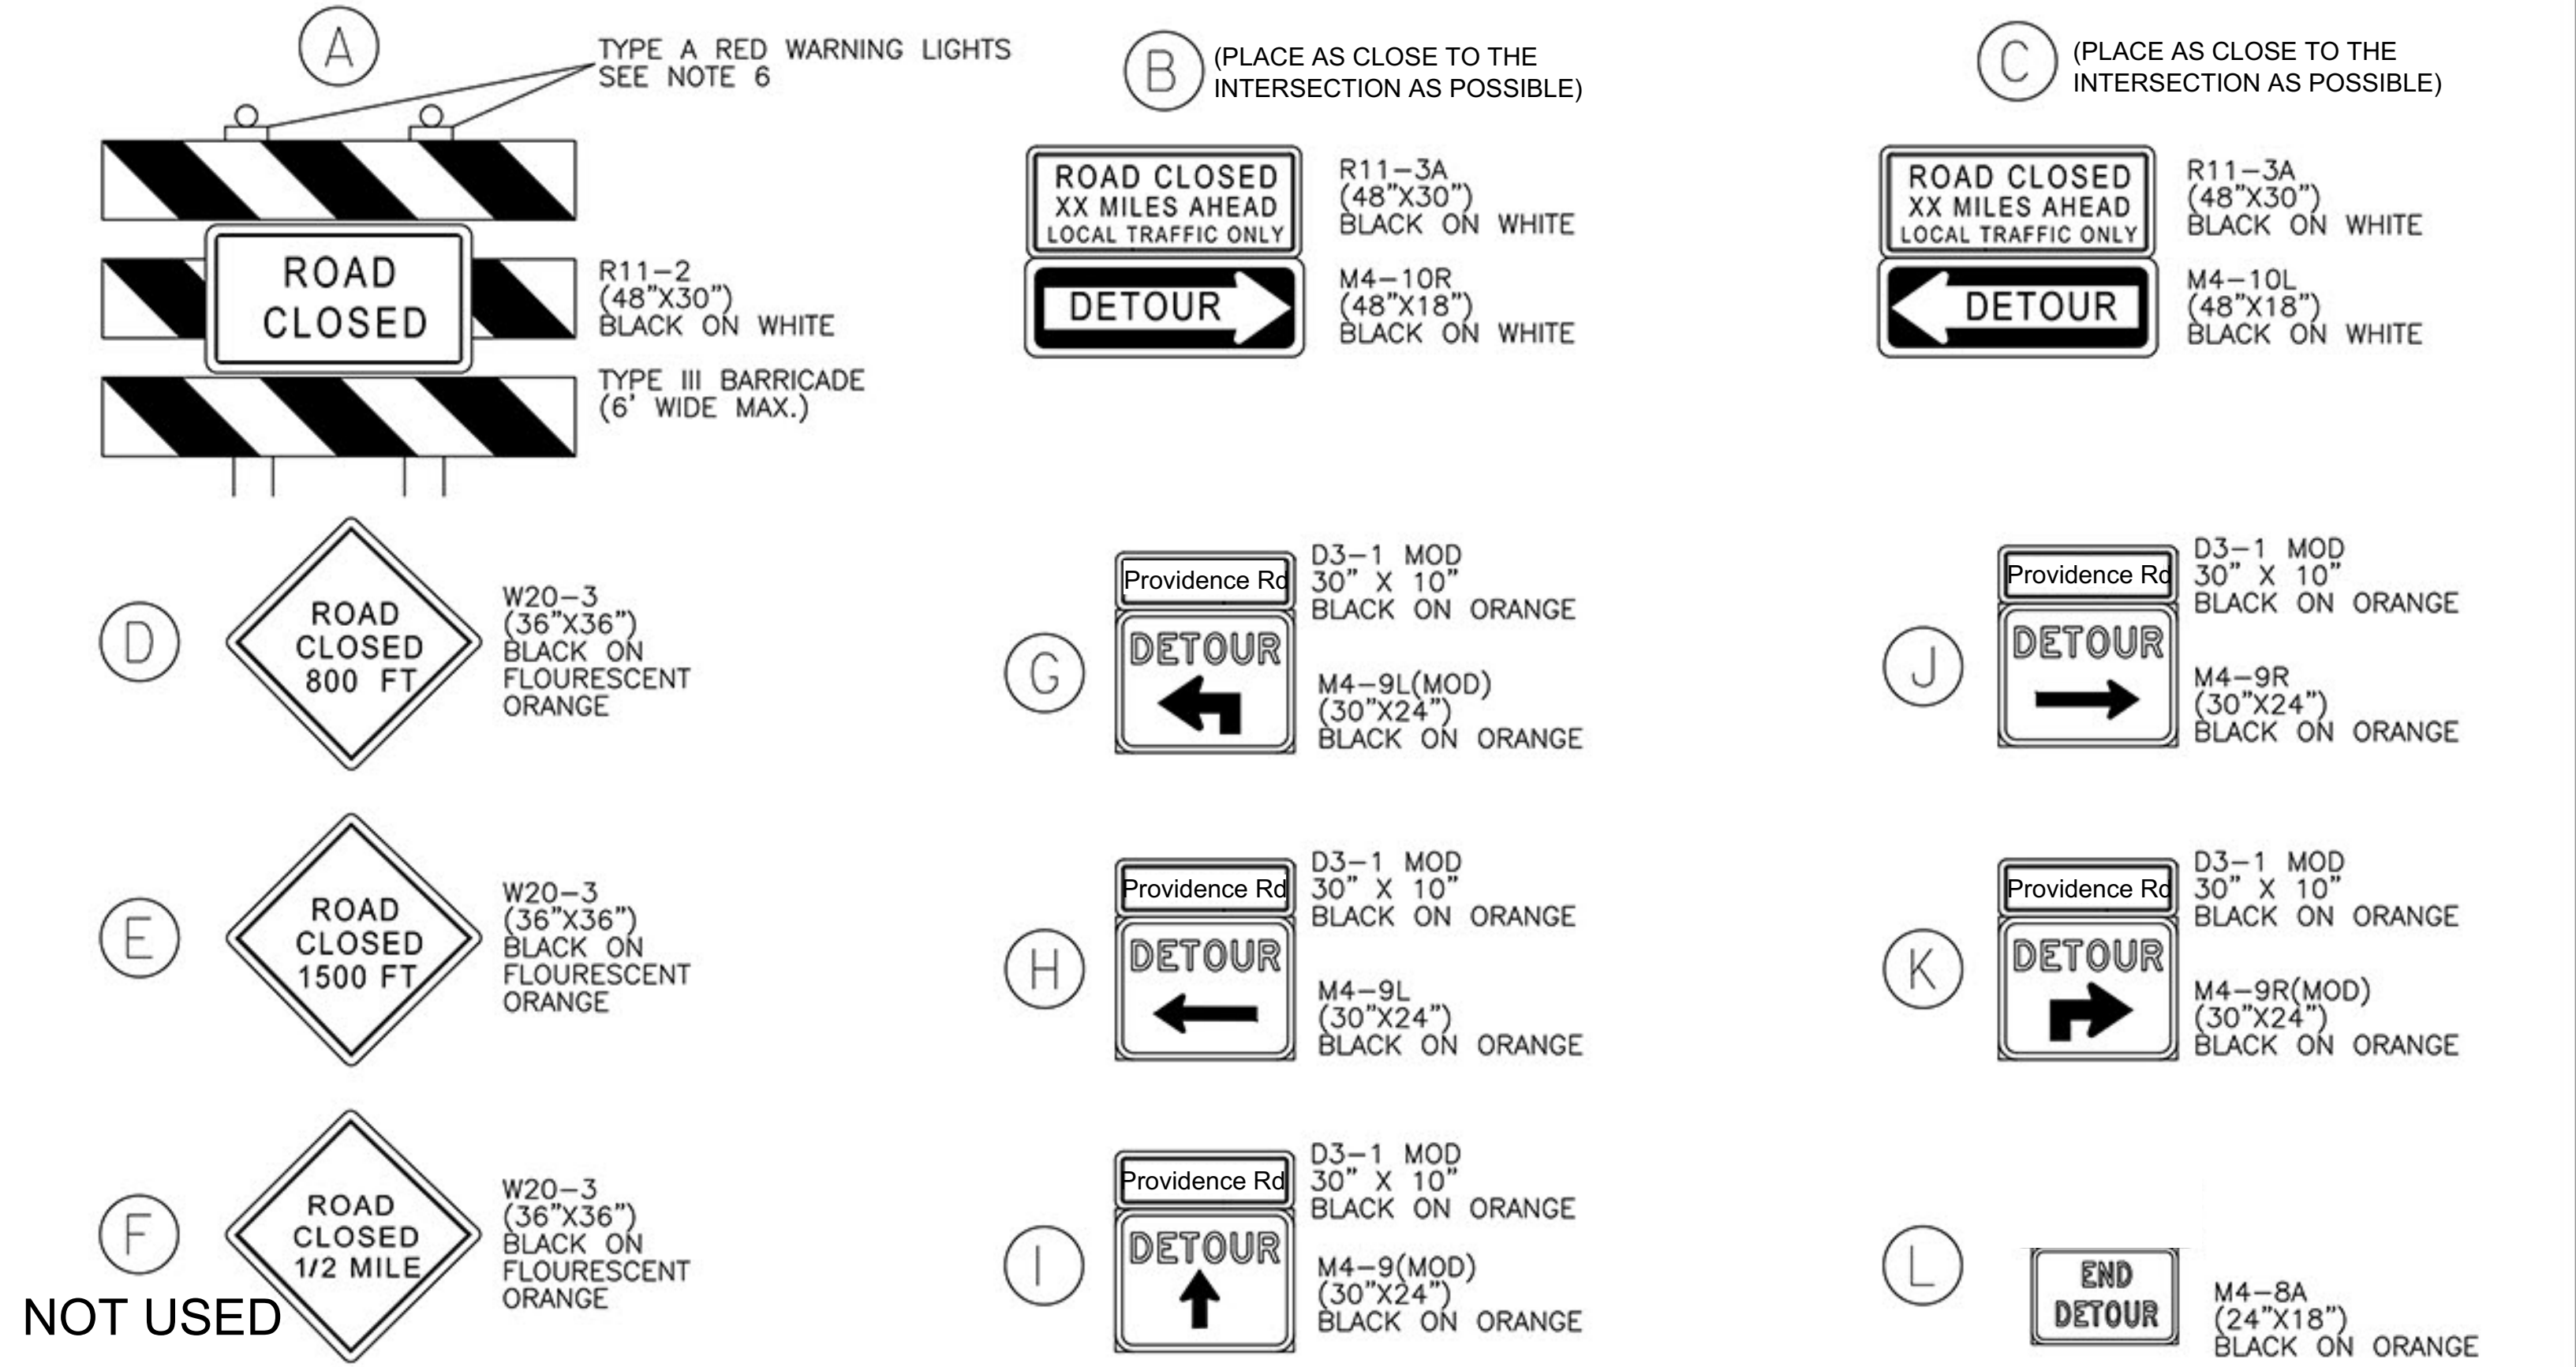 A
TYPE A RED WARNING LIGHTS
SEE NOTE 6
ROAD
CLOSED
R11-2
(48"X30")
BLACK ON WHITE
TYPE III BARRICADE
(6' WIDE MAX.)
B
(PLACE AS CLOSE TO THE
INTERSECTION AS POSSIBLE)
ROAD CLOSED
XX MILES AHEAD
LOCAL TRAFFIC ONLY
R11-3A
(48"X30")
BLACK ON WHITE
DETOUR
M4-10R
(48"X18")
BLACK ON WHITE
C
(PLACE AS CLOSE TO THE
INTERSECTION AS POSSIBLE)
ROAD CLOSED
XX MILES AHEAD
LOCAL TRAFFIC ONLY
R11-3A
(48"X30")
BLACK ON WHITE
DETOUR
M4-10L
(48"X18")
BLACK ON WHITE
D
ROAD
CLOSED
800 FT
W20-3
(36"X36")
BLACK ON
FLOURESCENT
ORANGE
G
Providence Rd
D3-1 MOD
30" X 10"
BLACK ON ORANGE
DETOUR
M4-9L(MOD)
(30"X24")
BLACK ON ORANGE
J
Providence Rd
D3-1 MOD
30" X 10"
BLACK ON ORANGE
DETOUR
M4-9R
(30"X24")
BLACK ON ORANGE
E
ROAD
CLOSED
1500 FT
W20-3
(36"X36")
BLACK ON
FLOURESCENT
ORANGE
H
Providence Rd
D3-1 MOD
30" X 10"
BLACK ON ORANGE
DETOUR
M4-9L
(30"X24")
BLACK ON ORANGE
K
Providence Rd
D3-1 MOD
30" X 10"
BLACK ON ORANGE
DETOUR
M4-9R(MOD)
(30"X24")
BLACK ON ORANGE
F
NOT USED
ROAD
CLOSED
1/2 MILE
W20-3
(36"X36")
BLACK ON
FLOURESCENT
ORANGE
I
Providence Rd
D3-1 MOD
30" X 10"
BLACK ON ORANGE
DETOUR
M4-9(MOD)
(30"X24")
BLACK ON ORANGE
L
END
DETOUR
M4-8A
(24"X18")
BLACK ON ORANGE